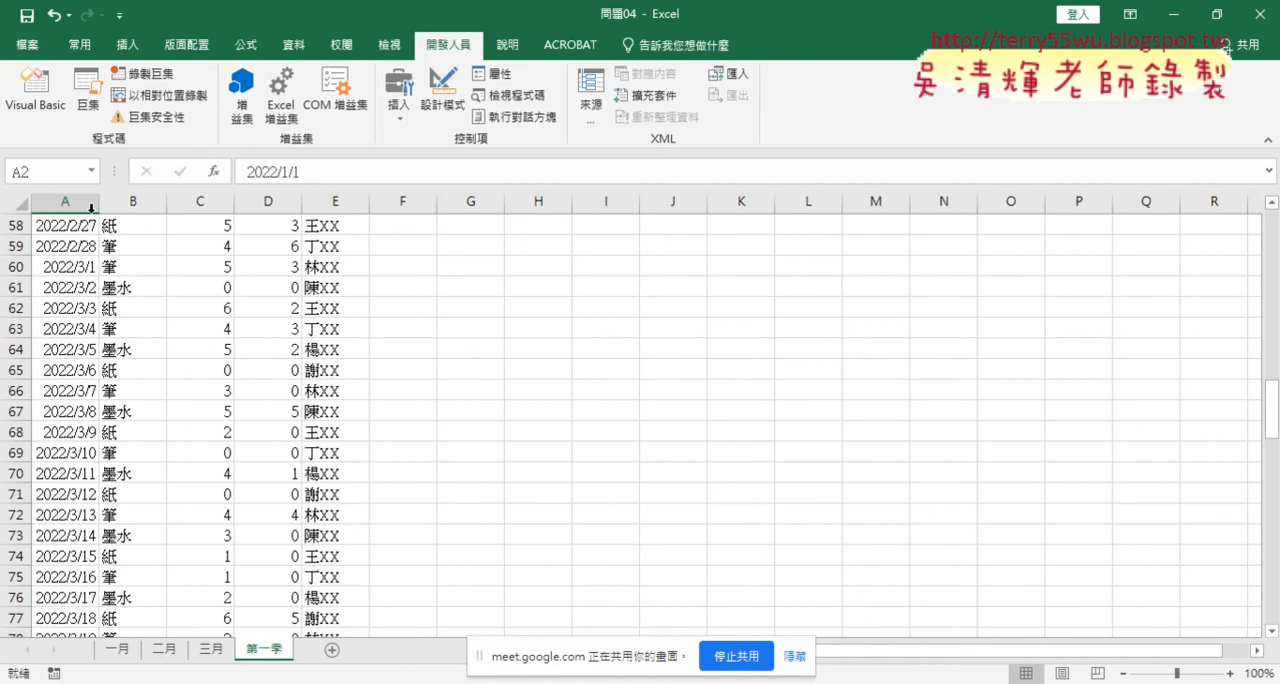 問題04 - Excel
登入
http://terry55wu.blogspot.tw
吳清輝老師錄製
檔案 常用 插入 版面配置 公式 資料 校閱 檢視 開發人員 說明 ACROBAT 告訴我您想做什麼 共用
Visual Basic 巨集 錄製巨集 以相對位置錄製 巨集安全性
增益集 Excel 增益集 COM 增益集
插入 設計模式 屬性 檢視程式碼 執行對話方塊
來源... 對應內容 擴充套件 重新整理資料 匯入 匯出
程式碼 增益集 控制項 XML
A2 fx 2022/1/1
A B C D E F G H I J K L M N O P Q R
58 2022/2/27 紙 5 3 王XX
59 2022/2/28 筆 4 6 丁XX
60 2022/3/1 筆 5 3 林XX
61 2022/3/2 墨水 0 0 陳XX
62 2022/3/3 紙 6 2 王XX
63 2022/3/4 筆 4 3 丁XX
64 2022/3/5 墨水 5 2 楊XX
65 2022/3/6 紙 0 0 謝XX
66 2022/3/7 筆 3 0 林XX
67 2022/3/8 墨水 5 5 陳XX
68 2022/3/9 紙 2 0 王XX
69 2022/3/10 筆 0 0 丁XX
70 2022/3/11 墨水 4 1 楊XX
71 2022/3/12 紙 0 0 謝XX
72 2022/3/13 筆 4 4 林XX
73 2022/3/14 墨水 3 0 陳XX
74 2022/3/15 紙 1 0 王XX
75 2022/3/16 筆 1 0 丁XX
76 2022/3/17 墨水 2 0 楊XX
77 2022/3/18 紙 6 5 謝XX
一月 二月 三月 第一季
meet.google.com 正在共用你的畫面。 停止共用 隱藏
就緒 100%